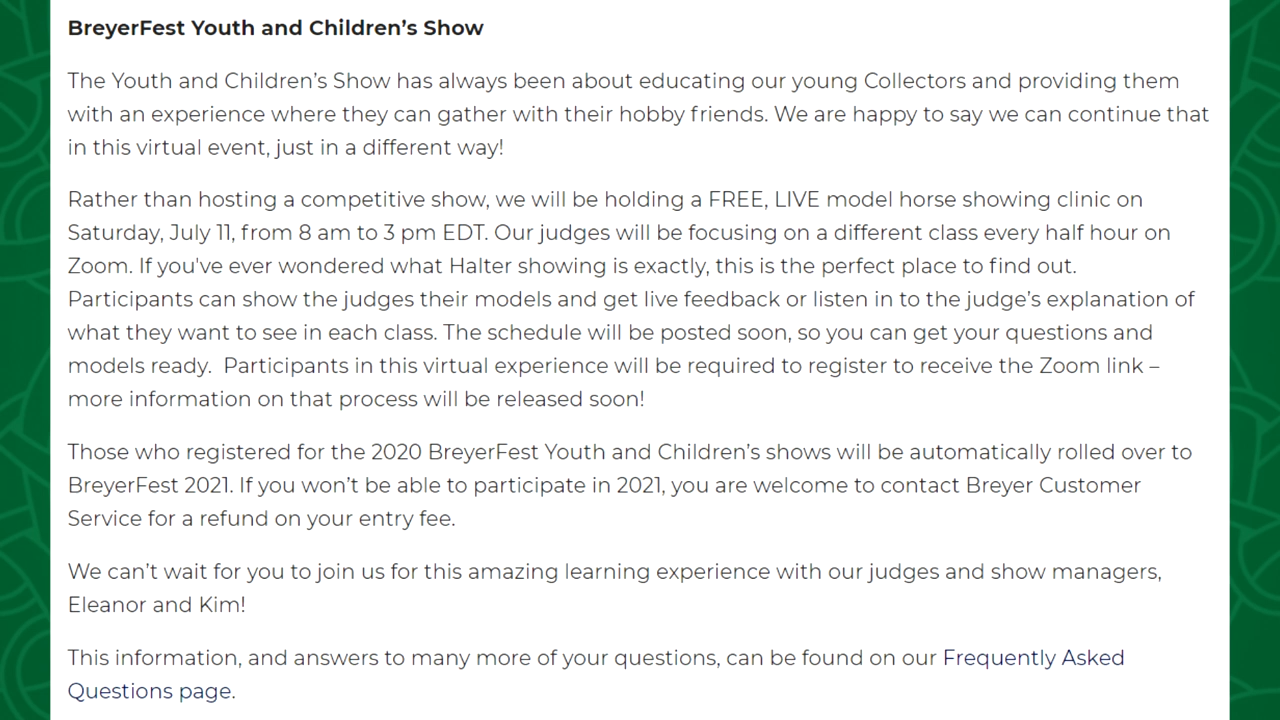 BreyerFest Youth and Children’s Show
The Youth and Children’s Show has always been about educating our young Collectors and providing them
with an experience where they can gather with their hobby friends. We are happy to say we can continue that
in this virtual event, just in a different way!
Rather than hosting a competitive show, we will be holding a FREE, LIVE model horse showing clinic on
Saturday, July 11, from 8 am to 3 pm EDT. Our judges will be focusing on a different class every half hour on
Zoom. If you've ever wondered what Halter showing is exactly, this is the perfect place to find out.
Participants can show the judges their models and get live feedback or listen in to the judge’s explanation of
what they want to see in each class. The schedule will be posted soon, so you can get your questions and
models ready.  Participants in this virtual experience will be required to register to receive the Zoom link –
more information on that process will be released soon!
Those who registered for the 2020 BreyerFest Youth and Children’s shows will be automatically rolled over to
BreyerFest 2021. If you won’t be able to participate in 2021, you are welcome to contact Breyer Customer
Service for a refund on your entry fee.
We can’t wait for you to join us for this amazing learning experience with our judges and show managers,
Eleanor and Kim!
This information, and answers to many more of your questions, can be found on our Frequently Asked
Questions page.